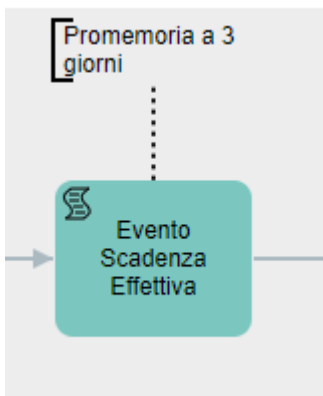 Promemoria a 3
giorni
Evento
Scadenza
Effettiva